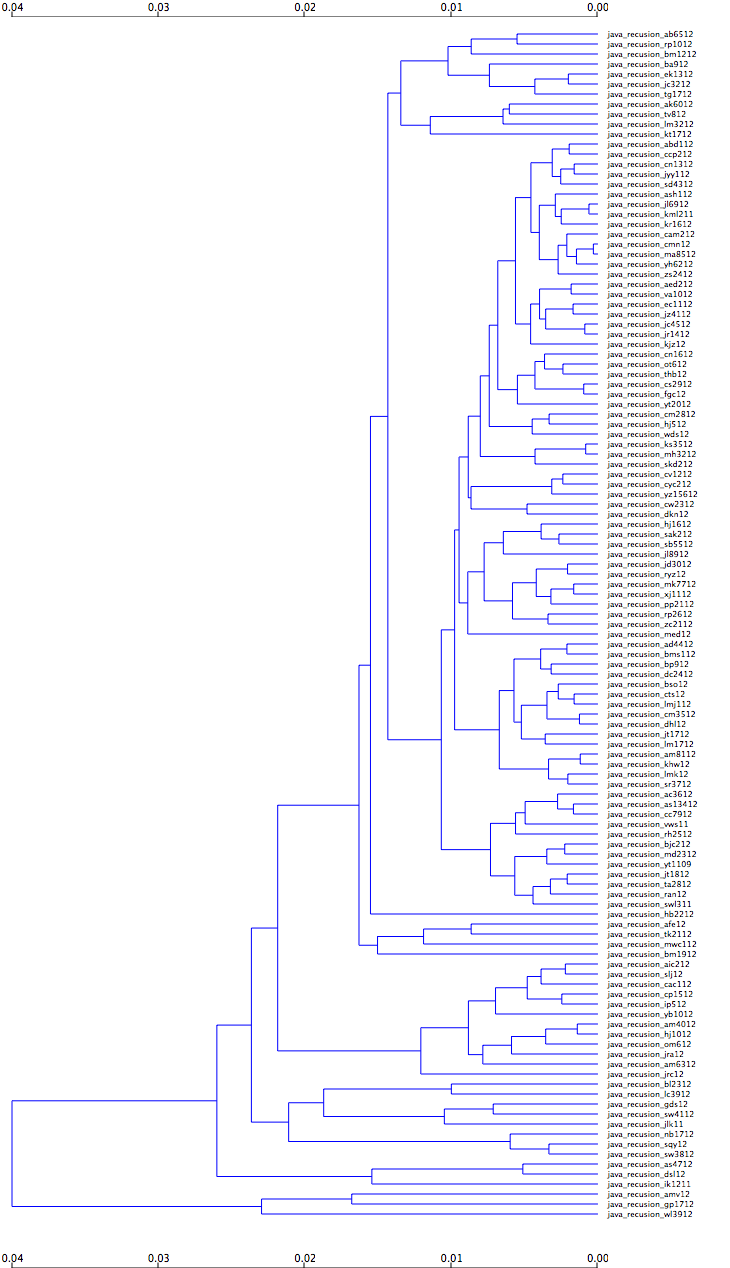 0.04 0.03 0.02 0.01 0.00
java_recusion_ab6512
java_recusion_rp1012
java_recusion_bm1212
java_recusion_ba912
java_recusion_ek1312
java_recusion_jc3212
java_recusion_tg1712
java_recusion_ak6012
java_recusion_tv812
java_recusion_lm3212
java_recusion_kt1712
java_recusion_abd112
java_recusion_ccp212
java_recusion_cn1312
java_recusion_jyy112
java_recusion_sd4312
java_recusion_ash112
java_recusion_jl6912
java_recusion_kml211
java_recusion_kr1612
java_recusion_cam212
java_recusion_cmn12
java_recusion_ma8512
java_recusion_yh6212
java_recusion_zs2412
java_recusion_aed212
java_recusion_va1012
java_recusion_ec1112
java_recusion_jz4112
java_recusion_jc4512
java_recusion_jr1412
java_recusion_kjz12
java_recusion_cn1612
java_recusion_ot612
java_recusion_thb12
java_recusion_cs2912
java_recusion_fgc12
java_recusion_yt2012
java_recusion_cm2812
java_recusion_hj512
java_recusion_wds12
java_recusion_ks3512
java_recusion_mh3212
java_recusion_skd212
java_recusion_cv1212
java_recusion_cyc212
java_recusion_yz15612
java_recusion_cw2312
java_recusion_dkn12
java_recusion_hj1612
java_recusion_sak212
java_recusion_sb5512
java_recusion_jl8912
java_recusion_jd3012
java_recusion_ryz12
java_recusion_mk7712
java_recusion_xj1112
java_recusion_pp2112
java_recusion_rp2612
java_recusion_zc2112
java_recusion_med12
java_recusion_ad4412
java_recusion_bms112
java_recusion_bp912
java_recusion_dc2412
java_recusion_bso12
java_recusion_cts12
java_recusion_lmj112
java_recusion_cm3512
java_recusion_dhl12
java_recusion_jt1712
java_recusion_lm1712
java_recusion_am8112
java_recusion_khw12
java_recusion_lmk12
java_recusion_sr3712
java_recusion_ac3612
java_recusion_as13412
java_recusion_cc7912
java_recusion_vws11
java_recusion_rh2512
java_recusion_bjc212
java_recusion_md2312
java_recusion_yt1109
java_recusion_jt1812
java_recusion_ta2812
java_recusion_ran12
java_recusion_swl311
java_recusion_hb2212
java_recusion_afe12
java_recusion_tk2112
java_recusion_mwc112
java_recusion_bm1912
java_recusion_aic212
java_recusion_slj12
java_recusion_cac112
java_recusion_cp1512
java_recusion_ip512
java_recusion_yb1012
java_recusion_am4012
java_recusion_hj1012
java_recusion_om612
java_recusion_jra12
java_recusion_am6312
java_recusion_jrc12
java_recusion_bl2312
java_recusion_lc3912
java_recusion_gds12
java_recusion_sw4112
java_recusion_jlk11
java_recusion_nb1712
java_recusion_sqy12
java_recusion_sw3812
java_recusion_as4712
java_recusion_dsl12
java_recusion_ik1211
java_recusion_amv12
java_recusion_gp1712
java_recusion_wl3912
0.04 0.03 0.02 0.01 0.00